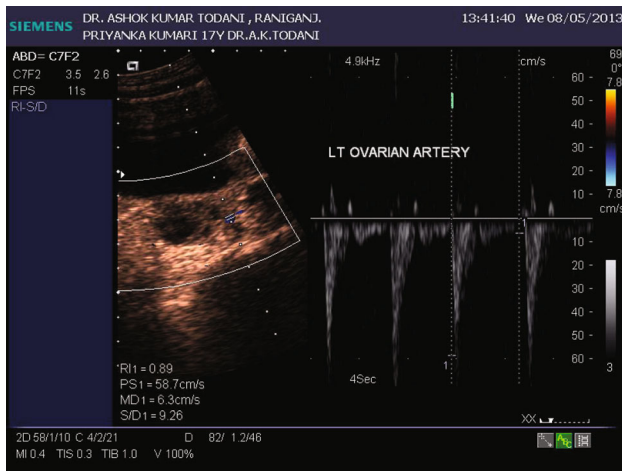 SIEMENS
DR. ASHOK KUMAR TODANI , RANIGANJ.
13:41:40 We 08/05/2013
PRIYANKA KUMARI 17Y DR.A.K.TODANI
ABD= C7F2
C7F2 3.5 2.6
FPS 11s
RI-S/D
4.9kHz
cm/s
69
0°
7.8
60
50
40
30
20
10
LT OVARIAN ARTERY
7.8
cm/s
1
10
20
30
40
50
60
3
1
4Sec
*RI1 = 0.89
PS1 = 58.7cm/s
MD1 = 6.3cm/s
S/D1 = 9.26
XX
2D 58/1/10 C 4/2/21 D 82/ 1.2/46
MI 0.4 TIS 0.3 TIB 1.0 V 100%